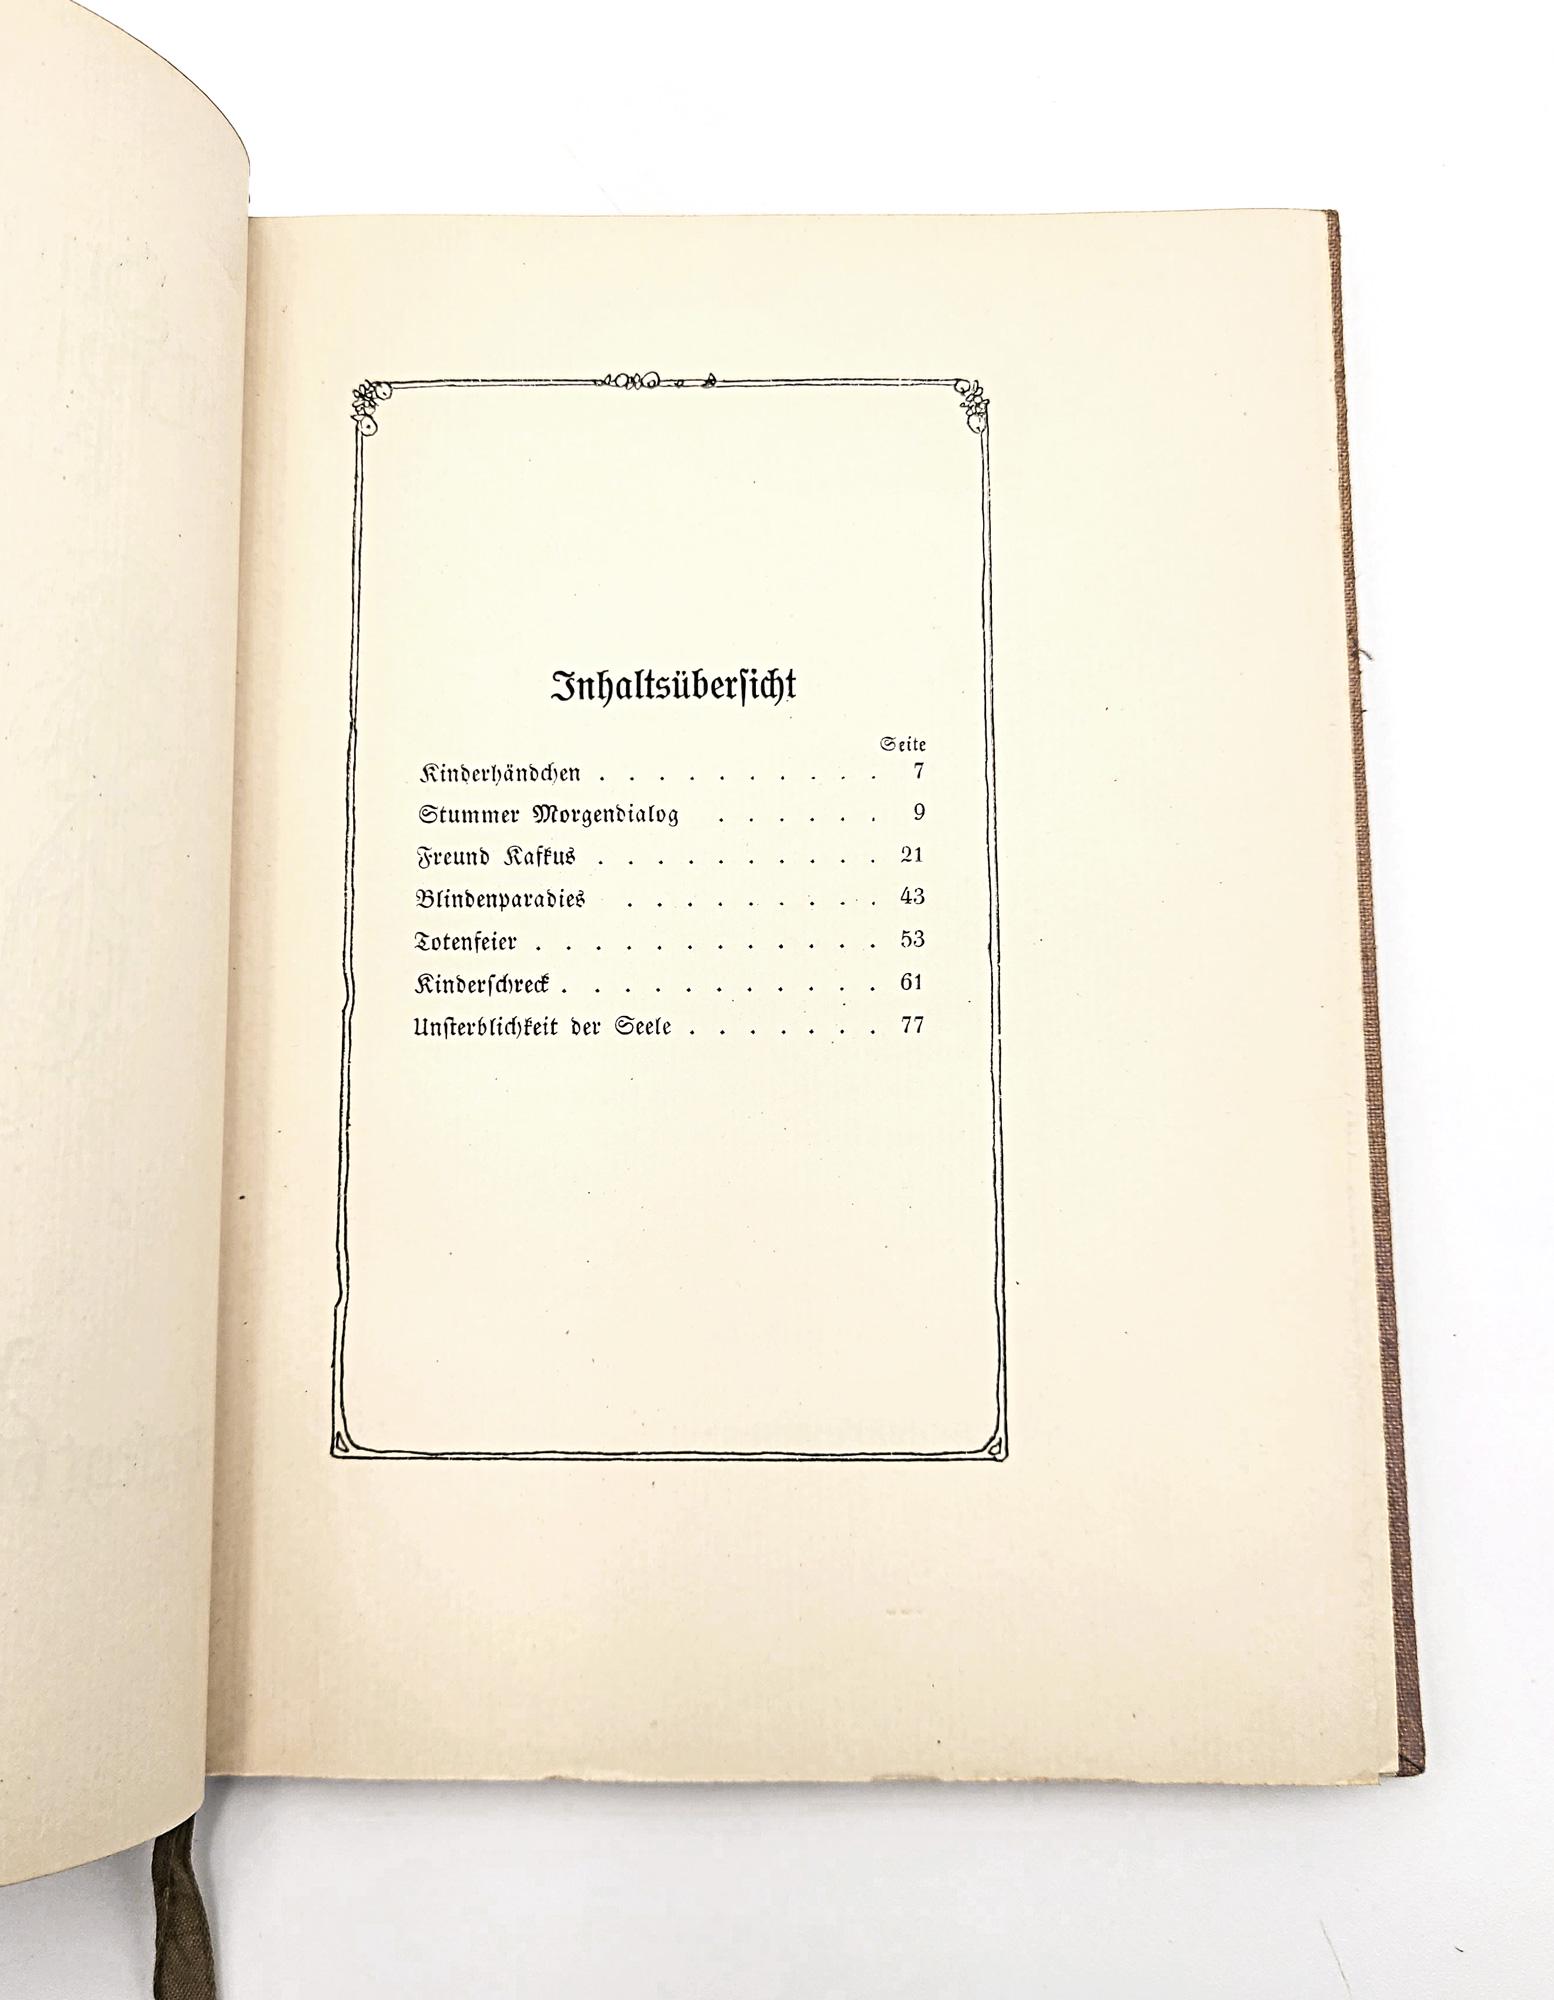 Inhaltsübersicht
Seite
Kinderhändchen . . . . . . . . . . 7
Stummer Morgendialog . . . . . . 9
Freund Kaffus . . . . . . . . . . 21
Blindenparadies . . . . . . . . . 43
Totenfeier . . . . . . . . . . . . 53
Kinderschreck . . . . . . . . . . . 61
Unsterblichkeit der Seele . . . . . . . 77